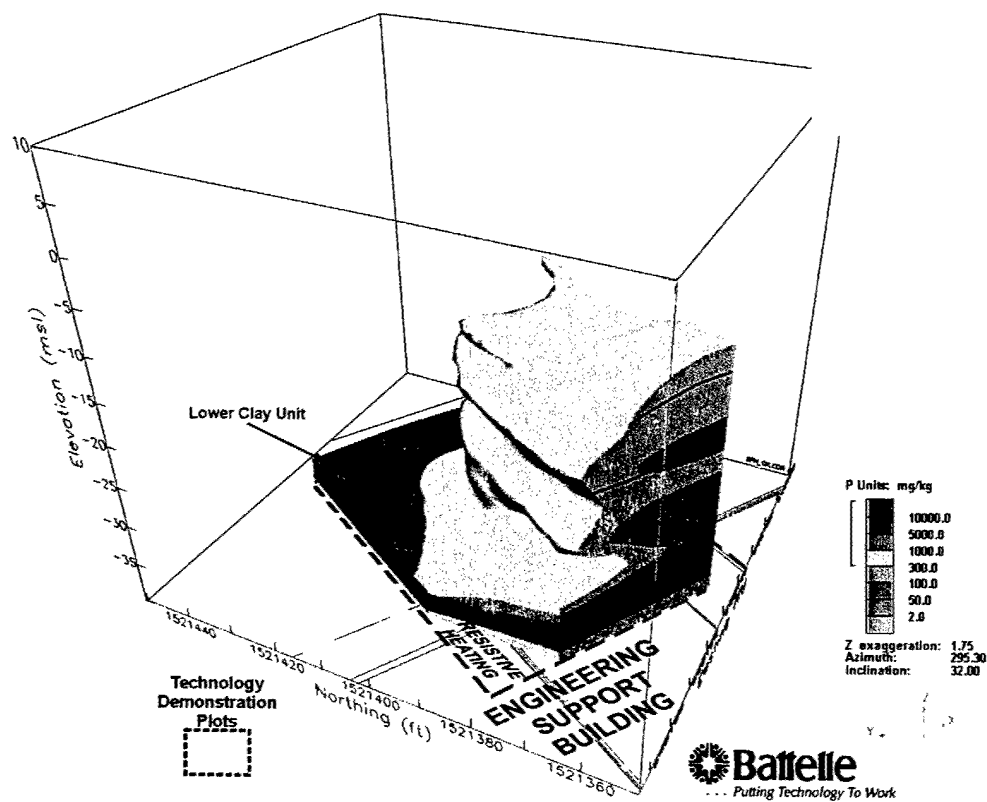 10
5
0
-5
-10
-15
-20
-25
-30
-35
Elevation (msl)
Lower Clay Unit
P Units: mg/kg
10000.0
5000.0
1000.0
300.0
100.0
50.0
2.0
Z exaggeration: 1.75
Azimuth: 295.30
Inclination: 32.00
Y
X
1521440
1521420
1521400
1521380
1521360
Northing (ft)
RESISTIVE
HEATING
ENGINEERING
SUPPORT
BUILDING
Technology
Demonstration
Plots
Battelle
... Putting Technology To Work